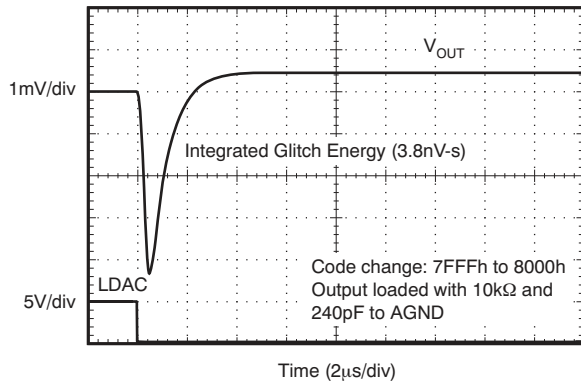 V_OUT
1mV/div
Integrated Glitch Energy (3.8nV-s)
LDAC
Code change: 7FFFh to 8000h
Output loaded with 10kΩ and
240pF to AGND
5V/div
Time (2μs/div)